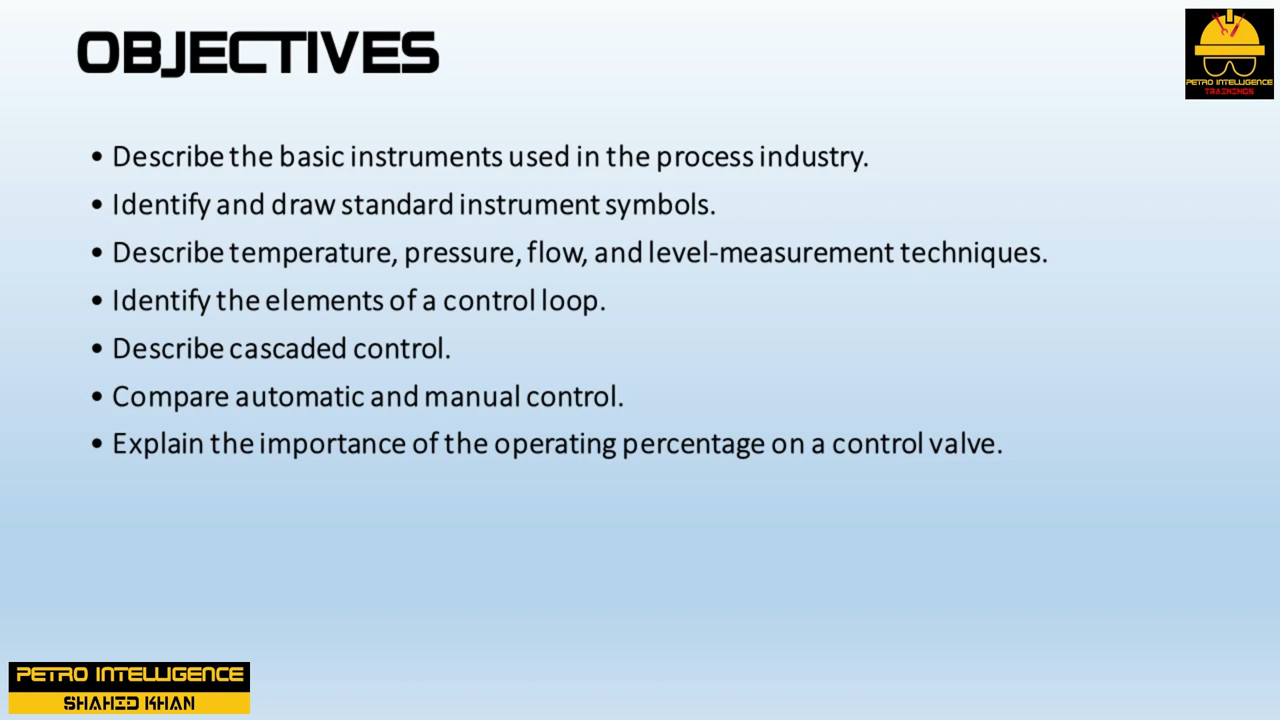 OBJECTIVES
PETRO INTELLIGENCE
TRAININGS
• Describe the basic instruments used in the process industry.
• Identify and draw standard instrument symbols.
• Describe temperature, pressure, flow, and level-measurement techniques.
• Identify the elements of a control loop.
• Describe cascaded control.
• Compare automatic and manual control.
• Explain the importance of the operating percentage on a control valve.
PETRO INTELLIGENCE
SHAHID KHAN